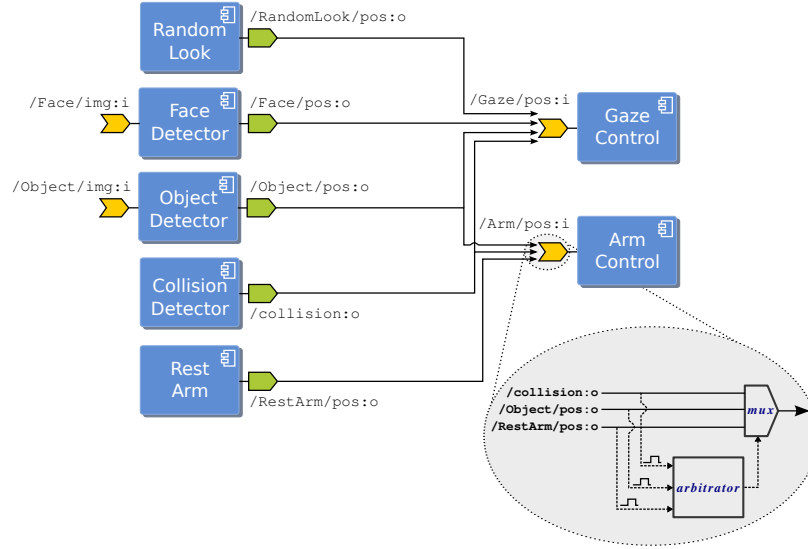 Random
Look
/RandomLook/pos:o
/Face/img:i
Face
Detector
/Face/pos:o
/Gaze/pos:i
Gaze
Control
/Object/img:i
Object
Detector
/Object/pos:o
/Arm/pos:i
Arm
Control
Collision
Detector
/collision:o
Rest
Arm
/RestArm/pos:o
/collision:o
/Object/pos:o
/RestArm/pos:o
mux
arbitrator